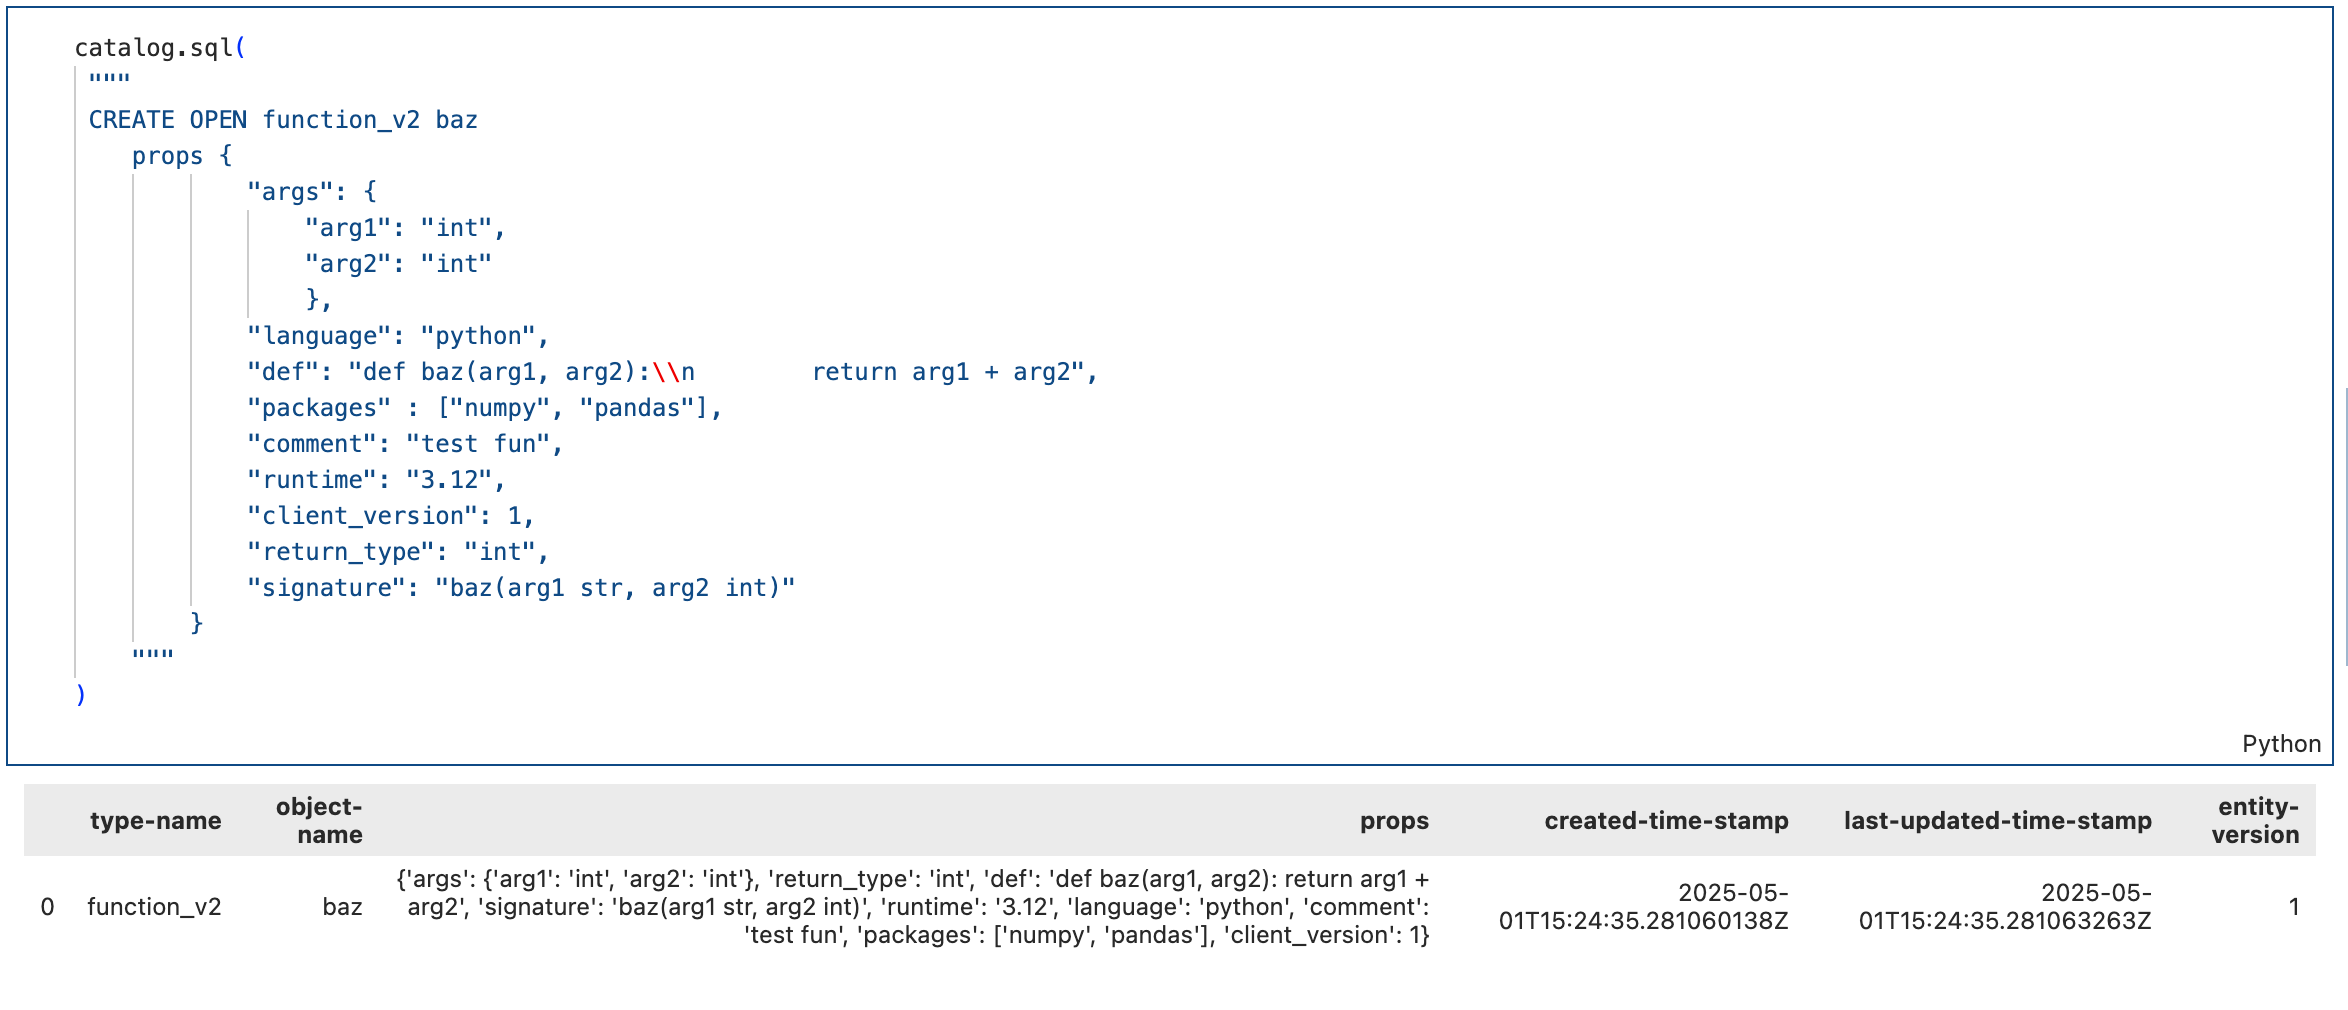 catalog.sql(
"""
CREATE OPEN function_v2 baz
props {
"args": {
"arg1": "int",
"arg2": "int"
},
"language": "python",
"def": "def baz(arg1, arg2):\\n        return arg1 + arg2",
"packages" : ["numpy", "pandas"],
"comment": "test fun",
"runtime": "3.12",
"client_version": 1,
"return_type": "int",
"signature": "baz(arg1 str, arg2 int)"
}
"""
)
Python
type-name object-name props created-time-stamp last-updated-time-stamp entity-version
0 function_v2 baz {'args': {'arg1': 'int', 'arg2': 'int'}, 'return_type': 'int', 'def': 'def baz(arg1, arg2): return arg1 +
arg2', 'signature': 'baz(arg1 str, arg2 int)', 'runtime': '3.12', 'language': 'python', 'comment':
'test fun', 'packages': ['numpy', 'pandas'], 'client_version': 1}
2025-05-
01T15:24:35.281060138Z
2025-05-
01T15:24:35.281063263Z
1